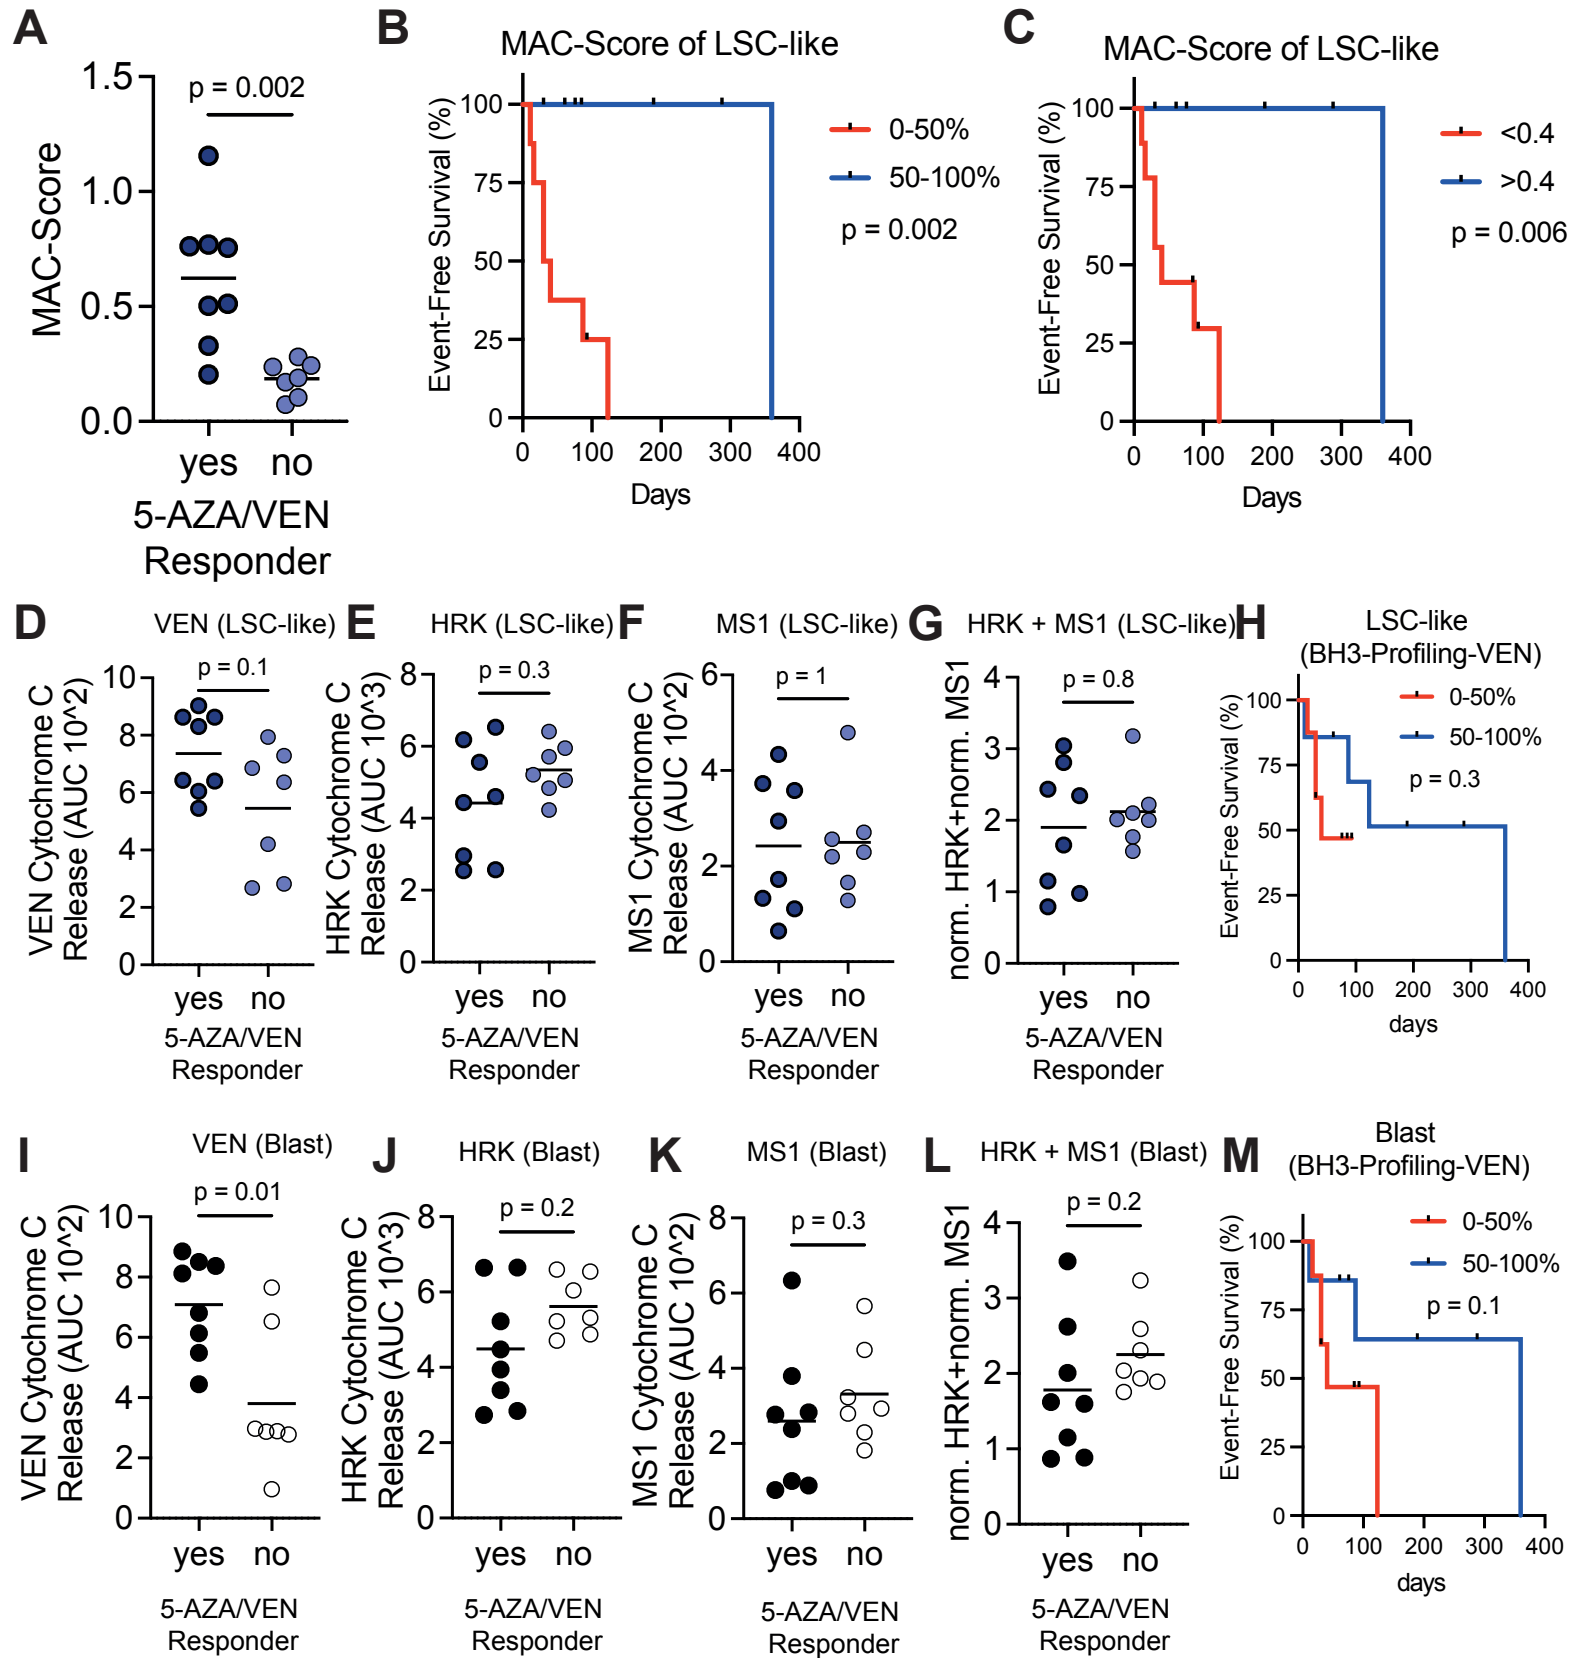 A
p = 0.002
1.5
1.0
0.5
0.0
MAC-Score
yes no
5-AZA/VEN
Responder
B
MAC-Score of LSC-like
Event-Free Survival (%)
100
75
50
25
0
0 100 200 300 400
Days
0-50%
50-100%
p = 0.002
C
MAC-Score of LSC-like
Event-Free Survival (%)
100
75
50
25
0
0 100 200 300 400
Days
<0.4
>0.4
p = 0.006
D
VEN (LSC-like)
p = 0.1
VEN Cytochrome C
Release (AUC 10^2)
10
8
6
4
2
0
yes no
5-AZA/VEN
Responder
E
HRK (LSC-like)
p = 0.3
HRK Cytochrome C
Release (AUC 10^3)
8
6
4
2
0
yes no
5-AZA/VEN
Responder
F
MS1 (LSC-like)
p = 1
MS1 Cytochrome C
Release (AUC 10^2)
6
4
2
0
yes no
5-AZA/VEN
Responder
G
HRK + MS1 (LSC-like)
p = 0.8
norm. HRK+norm. MS1
4
3
2
1
0
yes no
5-AZA/VEN
Responder
H
LSC-like
(BH3-Profiling-VEN)
Event-Free Survival (%)
100
75
50
25
0
0 100 200 300 400
days
0-50%
50-100%
p = 0.3
I
VEN (Blast)
p = 0.01
VEN Cytochrome C
Release (AUC 10^2)
10
8
6
4
2
0
yes no
5-AZA/VEN
Responder
J
HRK (Blast)
p = 0.2
HRK Cytochrome C
Release (AUC 10^3)
8
6
4
2
0
yes no
5-AZA/VEN
Responder
K
MS1 (Blast)
p = 0.3
MS1 Cytochrome C
Release (AUC 10^2)
8
6
4
2
0
yes no
5-AZA/VEN
Responder
L
HRK + MS1 (Blast)
p = 0.2
norm. HRK+norm. MS1
4
3
2
1
0
yes no
5-AZA/VEN
Responder
M
Blast
(BH3-Profiling-VEN)
Event-Free Survival (%)
100
75
50
25
0
0 100 200 300 400
days
0-50%
50-100%
p = 0.1